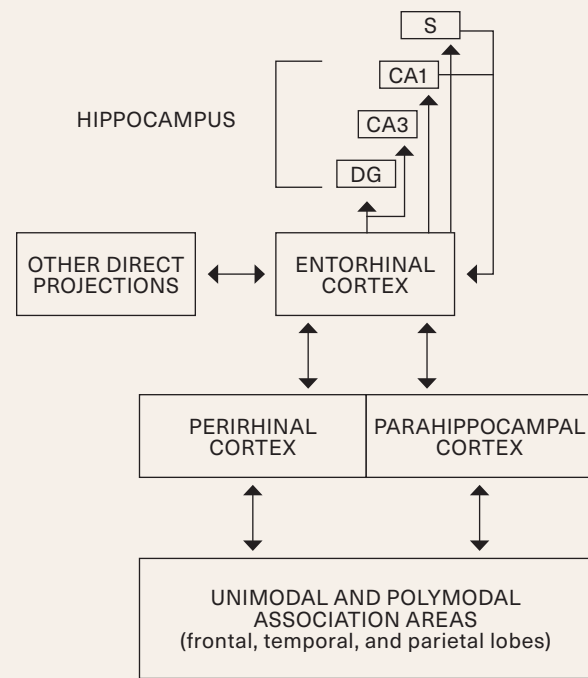 S
CA1
HIPPOCAMPUS
CA3
DG
OTHER DIRECT
PROJECTIONS
ENTORHINAL
CORTEX
PERIRHINAL
CORTEX
PARAHIPPOCAMPAL
CORTEX
UNIMODAL AND POLYMODAL
ASSOCIATION AREAS
(frontal, temporal, and parietal lobes)